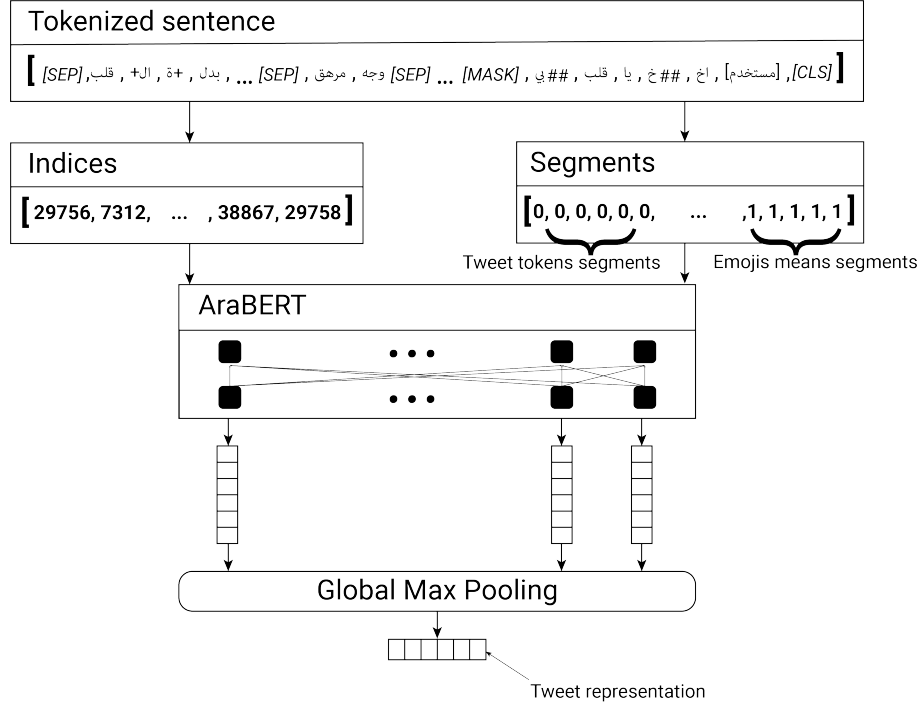 Tokenized sentence
[ [CLS], [مستخدم] , اخ , ##خ , يا , قلب , ##بي , [MASK] ... [SEP] وجه , مرهق , [SEP] ... , بدل , +ة , ال+ , قلب, [SEP] ]
Indices
[29756, 7312, ... , 38867, 29758]
Segments
[0, 0, 0, 0, 0, 0, ... ,1, 1, 1, 1, 1 ]
Tweet tokens segments
Emojis means segments
AraBERT
Global Max Pooling
Tweet representation